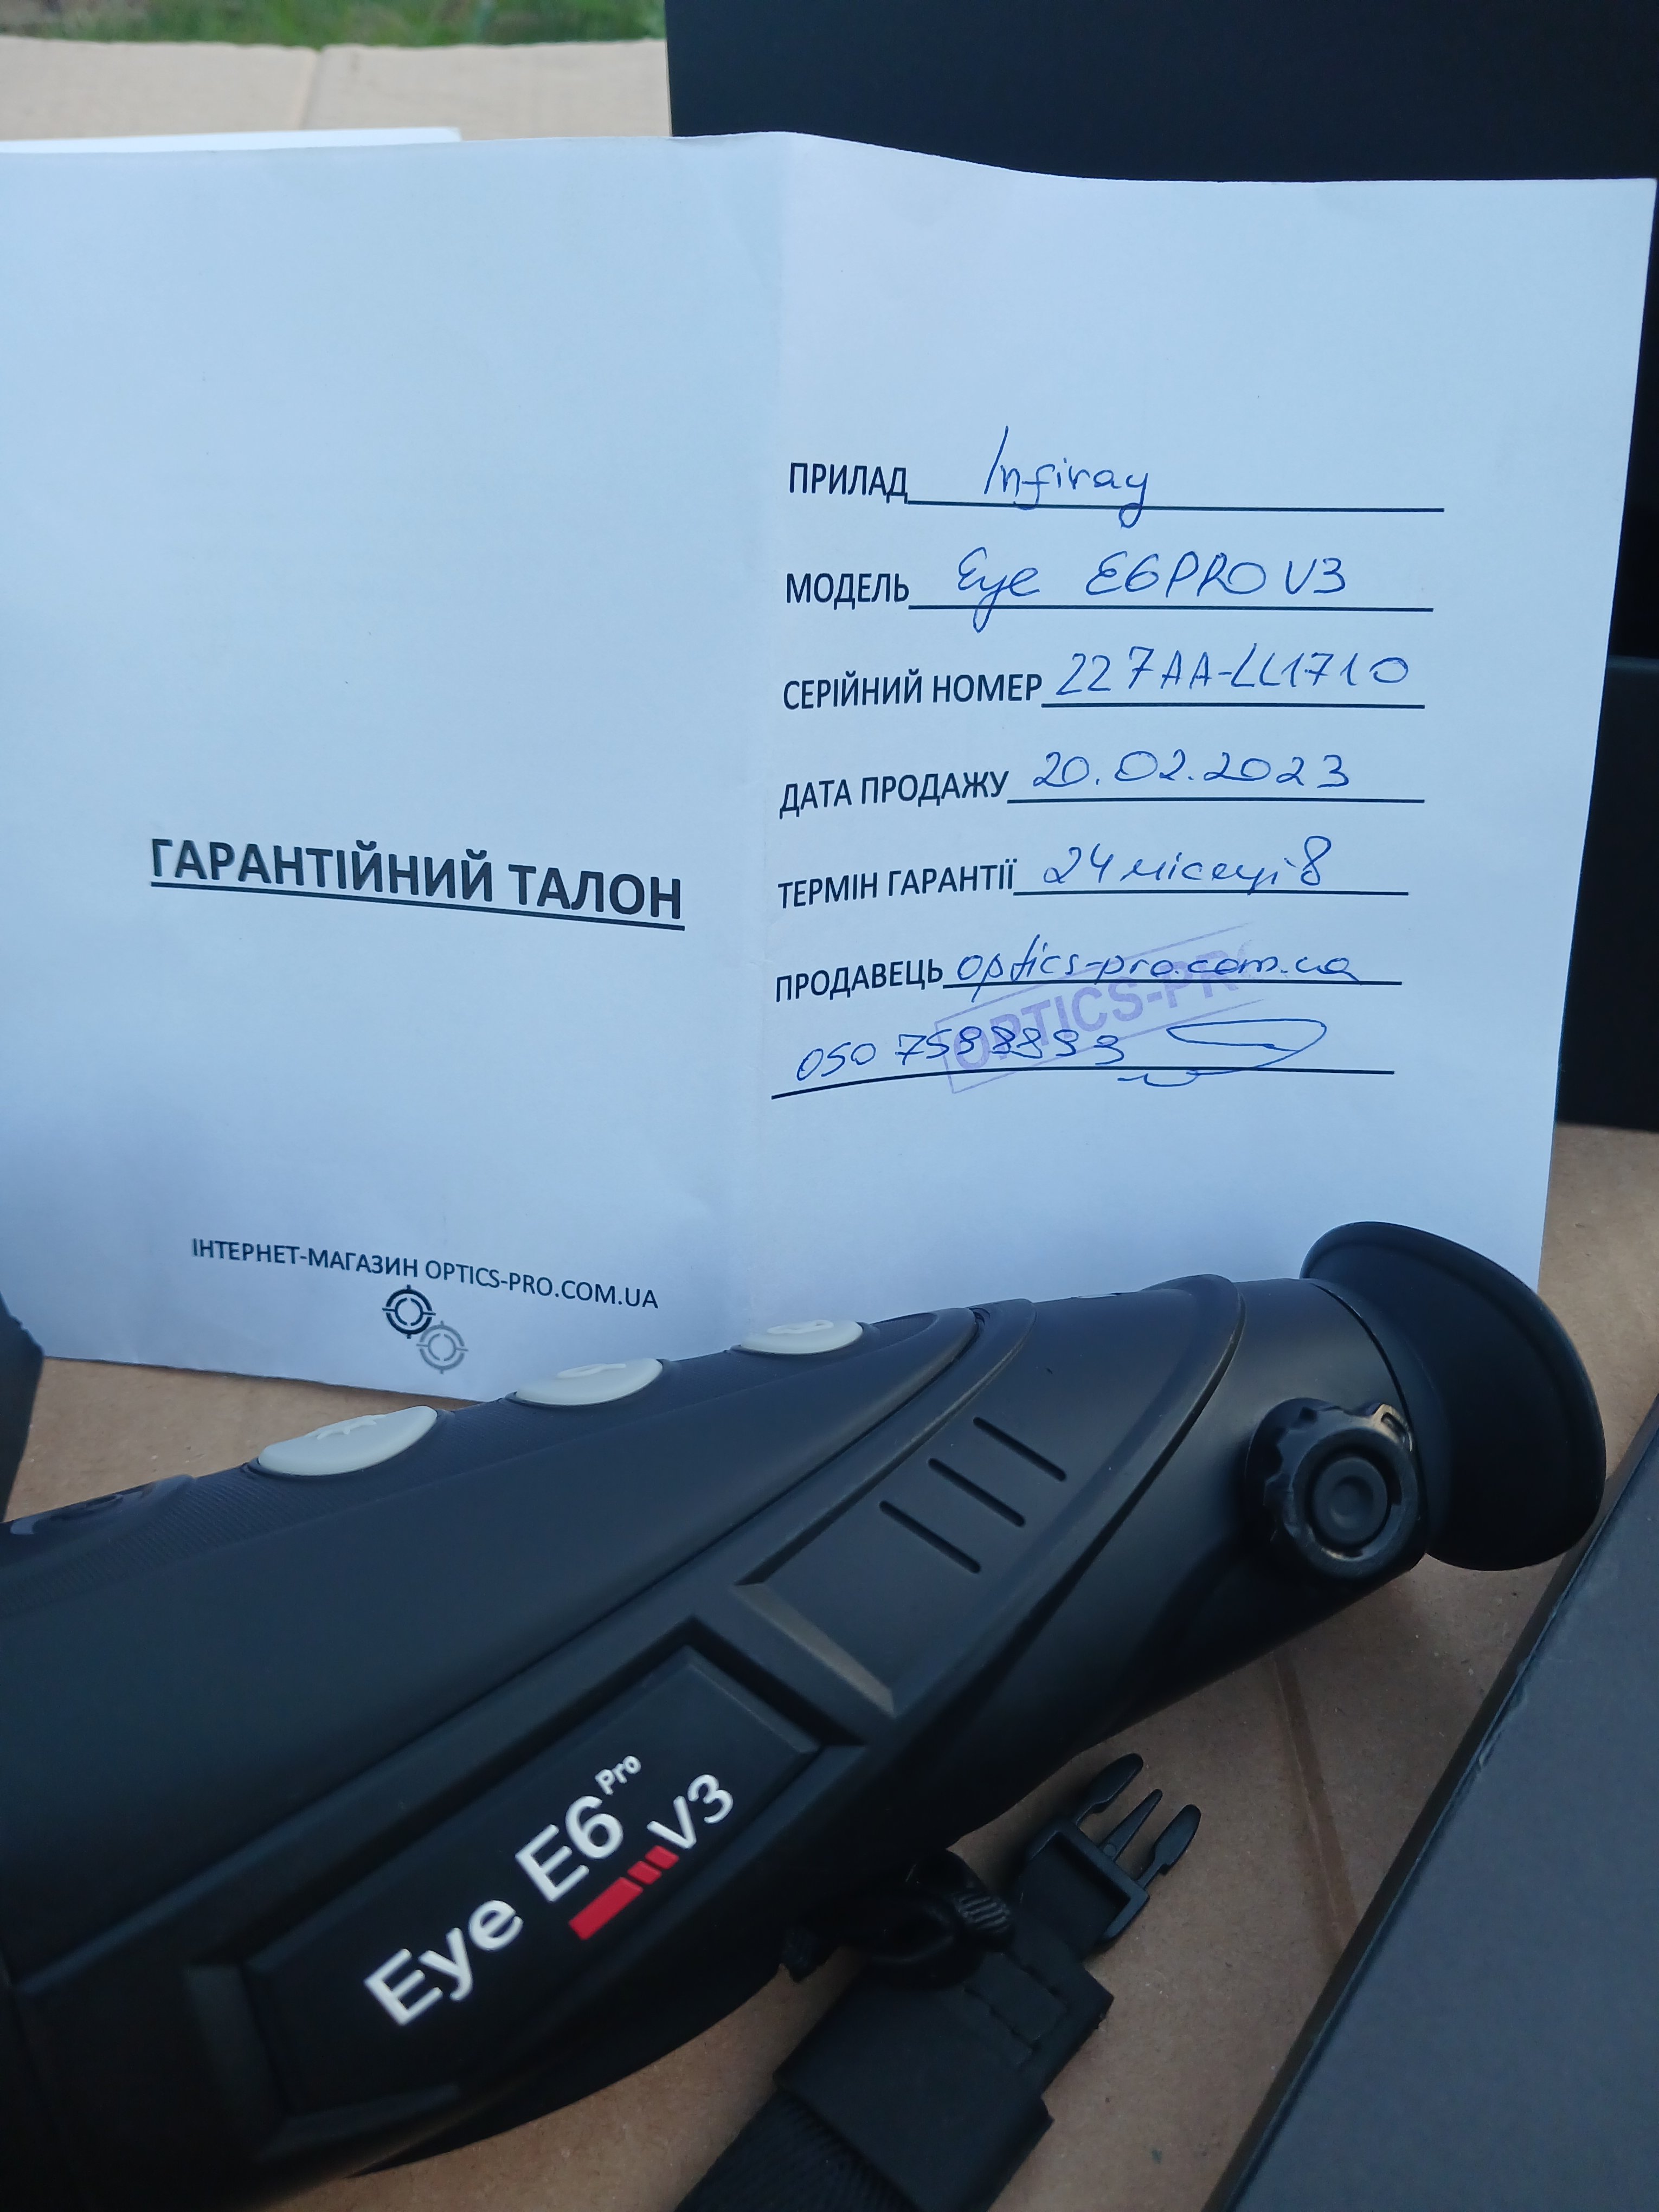 ГАРАНТІЙНИЙ ТАЛОН
ІНТЕРНЕТ-МАГАЗИН OPTICS-PRO.COM.UA
ПРИЛАД Infiray
МОДЕЛЬ Eye E6PRO V3
СЕРІЙНИЙ НОМЕР 227AA-LL1710
ДАТА ПРОДАЖУ 20.02.2023
ТЕРМІН ГАРАНТІЇ 24 місяці
ПРОДАВЕЦЬ optics-pro.com.ua
OPTICS-PR
050
Eye E6 Pro
V3